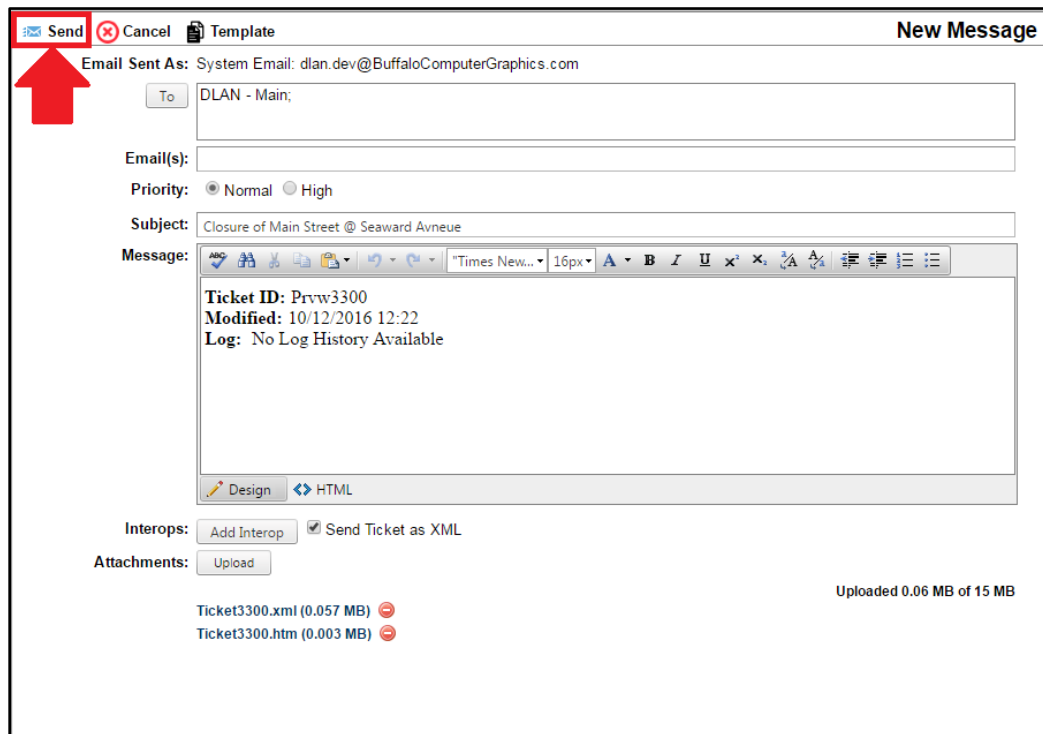 Send Cancel Template New Message
Email Sent As: System Email: dlan.dev@BuffaloComputerGraphics.com
To DLAN - Main;
Email(s):
Priority: Normal High
Subject: Closure of Main Street @ Seaward Avneue
Message: ABC "Times New... 16px A B I U x² x₂
Ticket ID: Prvw3300
Modified: 10/12/2016 12:22
Log: No Log History Available
Design HTML
Interops: Add Interop Send Ticket as XML
Attachments: Upload
Uploaded 0.06 MB of 15 MB
Ticket3300.xml (0.057 MB)
Ticket3300.htm (0.003 MB)